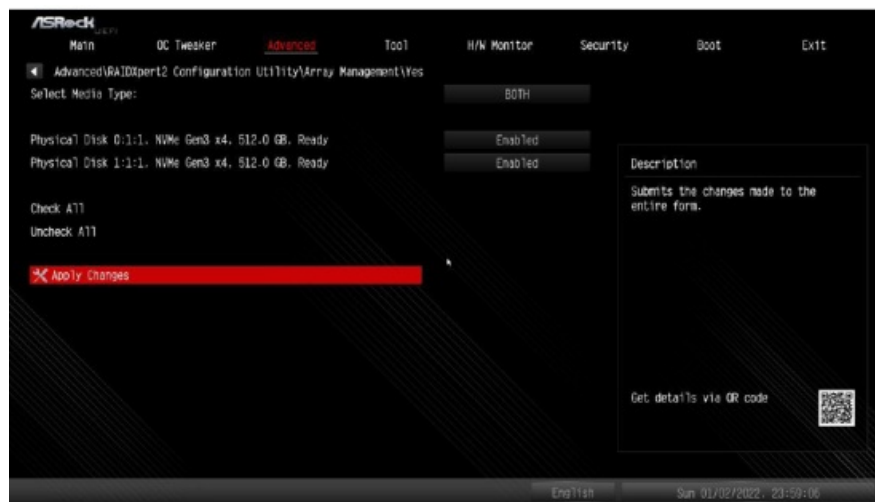 ASRock UEFI
Main OC Tweaker Advanced Tool H/W Monitor Security Boot Exit
Advanced\RAIDXpert2 Configuration Utility\Array Management\Yes
Select Media Type: BOTH
Physical Disk 0:1:1, NVMe Gen3 x4, 512.0 GB, Ready Enabled
Physical Disk 1:1:1, NVMe Gen3 x4, 512.0 GB, Ready Enabled
Check All
Uncheck All
Apply Changes
Description
Submits the changes made to the
entire form.
Get details via QR code
English Sun 01/02/2022, 23:59:06